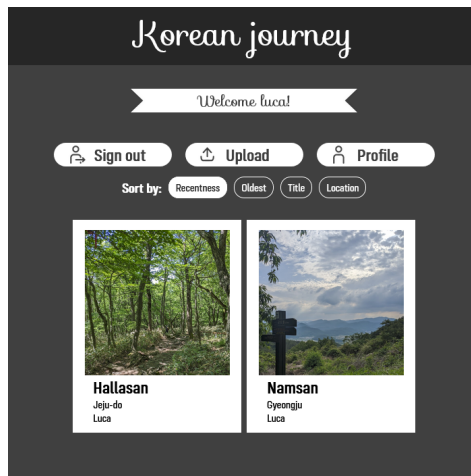 Korean journey
Welcome luca!
Sign out Upload Profile
Sort by: Recentness Oldest Title Location
Hallasan
Jeju-do
Luca
Namsan
Gyeongju
Luca